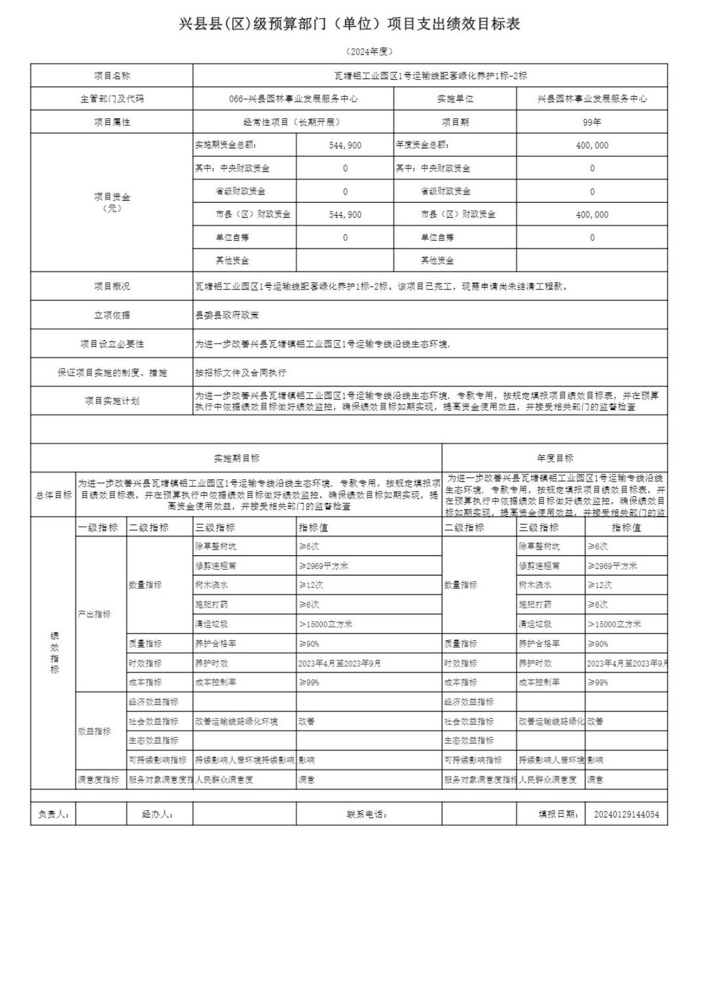 兴县县(区)级预算部门（单位）项目支出绩效目标表
（2024年度）
项目名称 瓦塘铝工业园区1号运输线配套绿化养护1标-2标
主管部门及代码 066-兴县园林事业发展服务中心 实施单位 兴县园林事业发展服务中心
项目属性 经常性项目（长期开展） 项目期 99年
项目资金
（元）
实施期资金总额: 544,900 年度资金总额: 400,000
其中: 中央财政资金 0 其中: 中央财政资金 0
省级财政资金 0 省级财政资金 0
市县（区）财政资金 544,900 市县（区）财政资金 400,000
单位自筹 0 单位自筹 0
其他资金 其他资金
项目概况 瓦塘铝工业园区1号运输线配套绿化养护1标-2标。该项目已完工，现需申请尚未结清工程款。
立项依据 县委县政府政策
项目设立必要性 为进一步改善兴县瓦塘镇铝工业园区1号运输专线沿线生态环境.
保证项目实施的制度、措施 按招标文件及合同执行
项目实施计划
为进一步改善兴县瓦塘镇铝工业园区1号运输专线沿线生态环境. 专款专用，按规定填报项目绩效目标表，并在预算
执行中依据绩效目标做好绩效监控，确保绩效目标如期实现，提高资金使用效益，并接受相关部门的监督检查
实施期目标 年度目标
总体目标
为进一步改善兴县瓦塘镇铝工业园区1号运输专线沿线生态环境. 专款专用，按规定填报项
目绩效目标表，并在预算执行中依据绩效目标做好绩效监控，确保绩效目标如期实现，提
高资金使用效益，并接受相关部门的监督检查
为进一步改善兴县瓦塘镇铝工业园区1号运输专线沿线
生态环境. 专款专用，按规定填报项目绩效目标表，并
在预算执行中依据绩效目标做好绩效监控，确保绩效目
标如期实现，提高资金使用效益，并接受相关部门的监
绩效指标
一级指标 二级指标 三级指标 指标值 二级指标 三级指标 指标值
产出指标
数量指标 除草整树坑 ≥6次 数量指标 除草整树坑 ≥6次
修剪连翘篱 ≥2969平方米 修剪连翘篱 ≥2969平方米
树木浇水 ≥12次 树木浇水 ≥12次
施肥打药 ≥6次 施肥打药 ≥6次
清运垃圾 >15000立方米 清运垃圾 >15000立方米
质量指标 养护合格率 ≥90% 质量指标 养护合格率 ≥90%
时效指标 养护时效 2023年4月至2023年9月 时效指标 养护时效 2023年4月至2023年9月
成本指标 成本控制率 ≥99% 成本指标 成本控制率 ≥99%
效益指标
经济效益指标 经济效益指标
社会效益指标 改善运输线路绿化环境 改善 社会效益指标 改善运输线路绿化 改善
生态效益指标 生态效益指标
可持续影响指标 持续影响人居环境持续影响 影响 可持续影响指标 持续影响人居环境 影响
满意度指标 服务对象满意度指 人民群众满意度 满意 服务对象满意度指标 人民群众满意度 满意
负责人: 经办人: 联系电话: 填报日期: 20240129144054